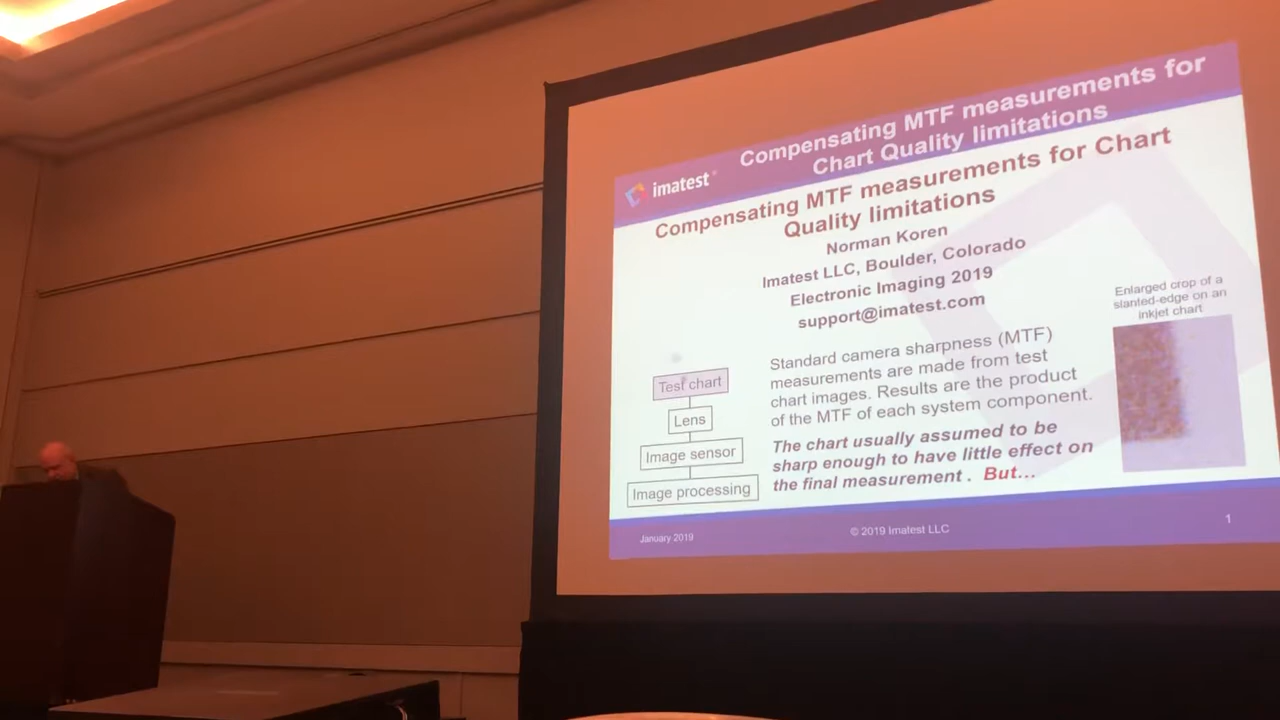 Compensating MTF measurements for
Chart Quality limitations
imatest
Compensating MTF measurements for Chart
Quality limitations
Norman Koren
Imatest LLC, Boulder, Colorado
Electronic Imaging 2019
support@imatest.com
Enlarged crop of a
slanted-edge on an
inkjet chart
Test chart
Lens
Image sensor
Image processing
Standard camera sharpness (MTF)
measurements are made from test
chart images. Results are the product
of the MTF of each system component.
The chart usually assumed to be
sharp enough to have little effect on
the final measurement . But...
January 2019
© 2019 Imatest LLC
1